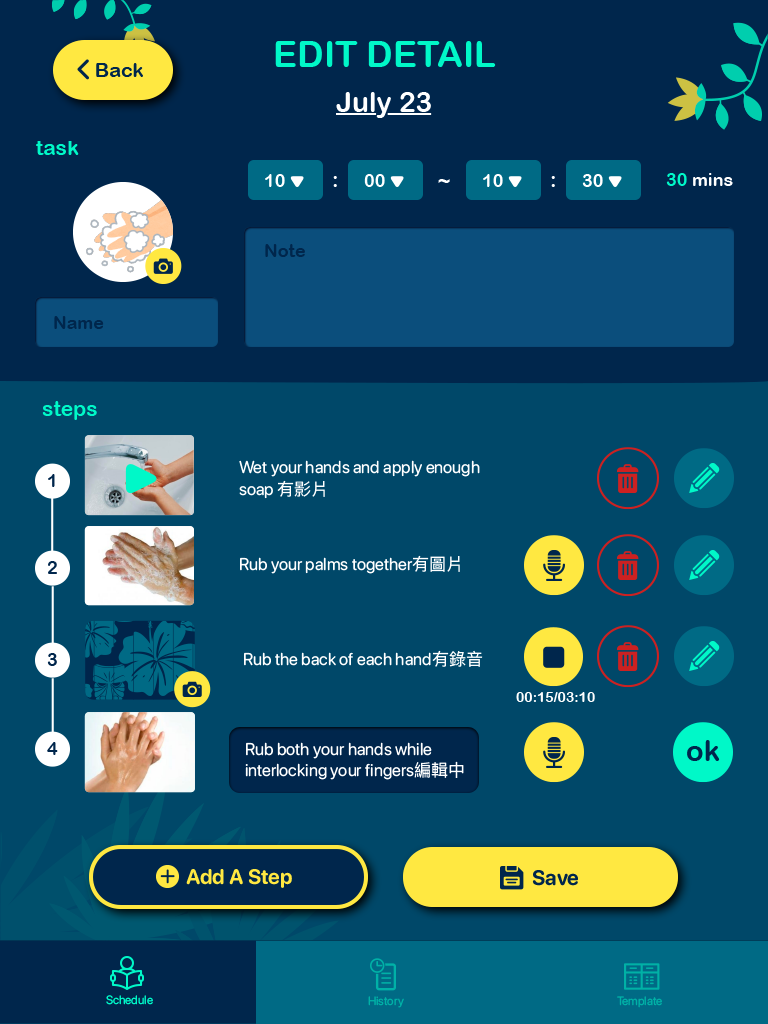 Back
EDIT DETAIL
July 23
task
10 : 00 ~ 10 : 30 30 mins
Note
Name
steps
1
Wet your hands and apply enough
soap 有影片
2
Rub your palms together有圖片
3
Rub the back of each hand有錄音
00:15/03:10
4
Rub both your hands while
interlocking your fingers編輯中
ok
Add A Step
Save
Schedule
History
Template